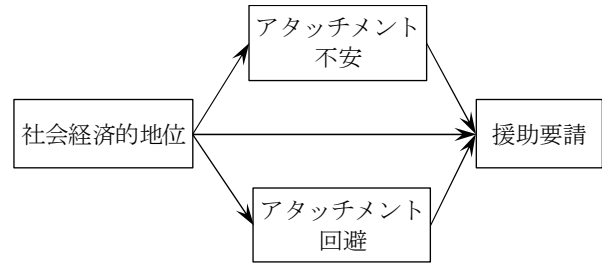 アタッチメント
不安
社会経済的地位
援助要請
アタッチメント
回避